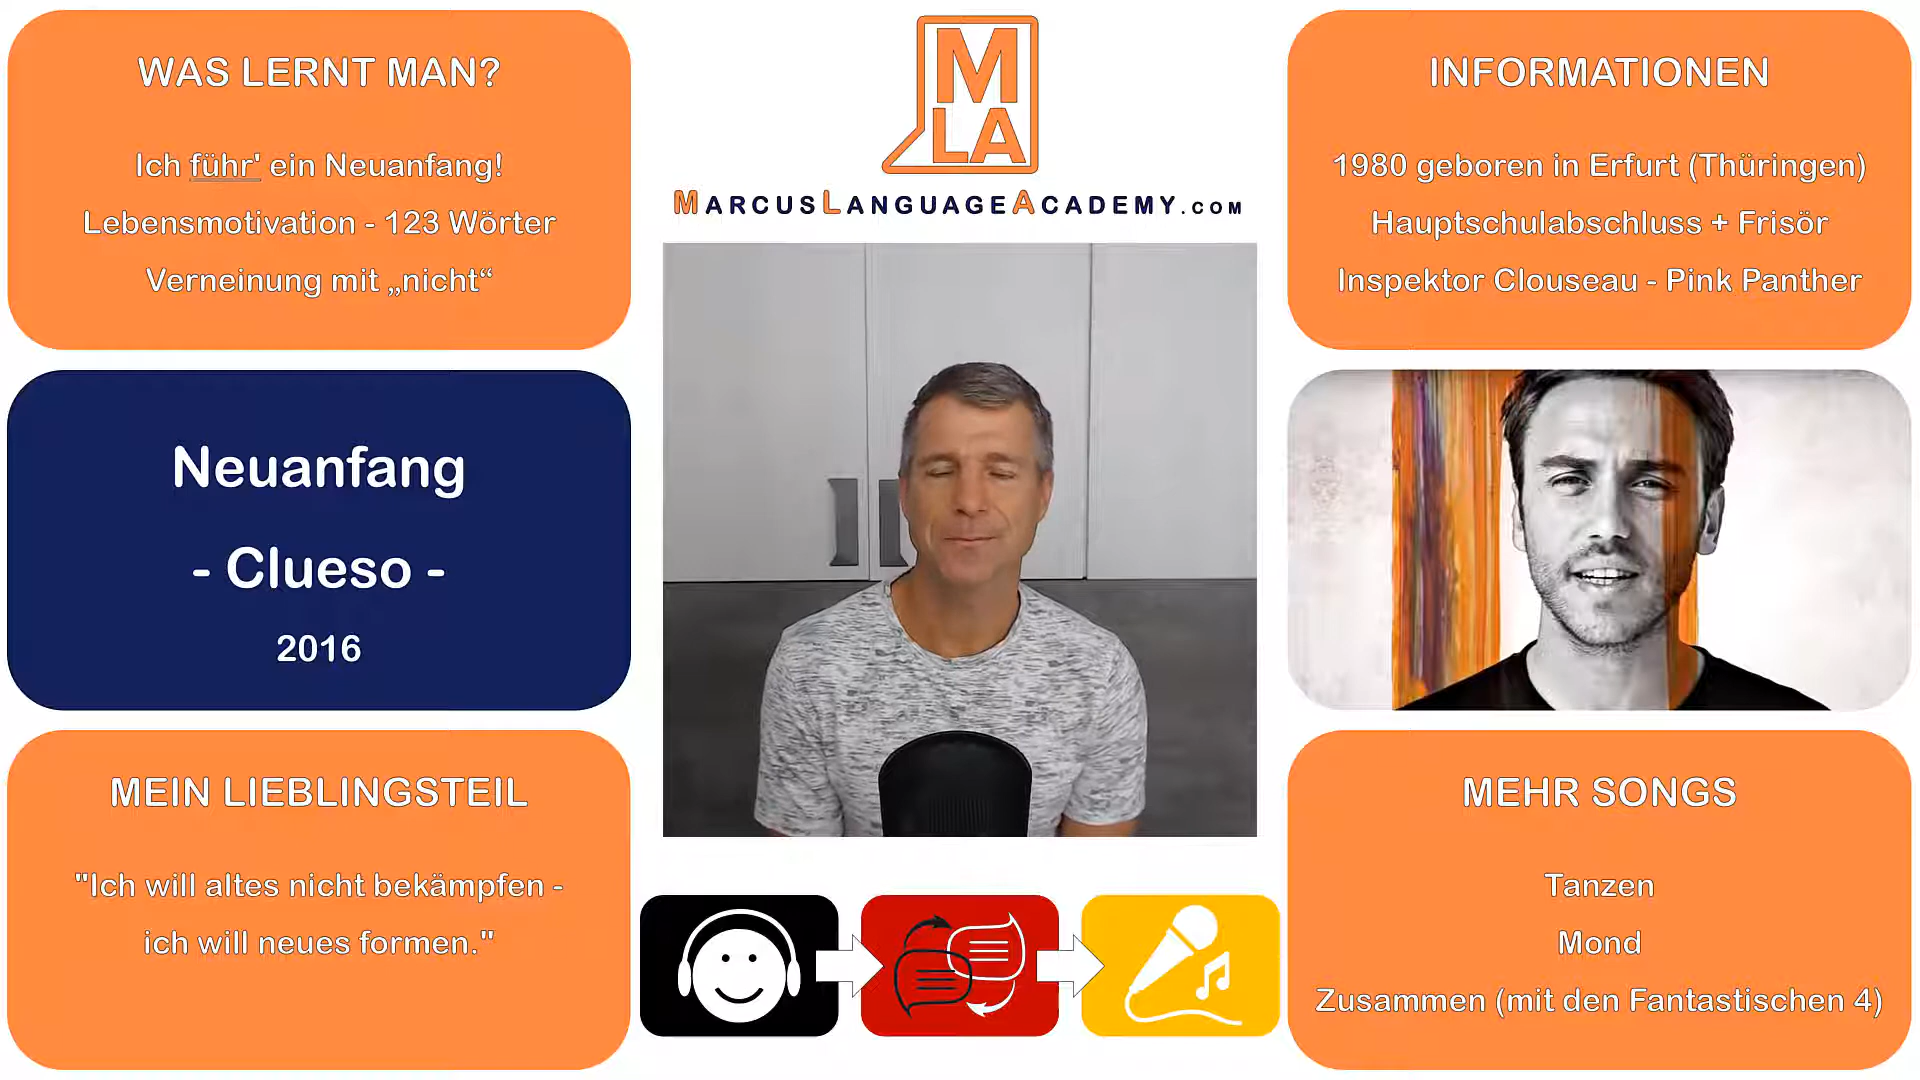 WAS LERNT MAN?
Ich führ' ein Neuanfang!
Lebensmotivation - 123 Wörter
Verneinung mit „nicht“
Neuanfang
- Clueso -
2016
MEIN LIEBLINGSTEIL
"Ich will altes nicht bekämpfen -
ich will neues formen."
M
LA
MARCUSLANGUAGEACADEMY.COM
INFORMATIONEN
1980 geboren in Erfurt (Thüringen)
Hauptschulabschluss + Frisör
Inspektor Clouseau - Pink Panther
MEHR SONGS
Tanzen
Mond
Zusammen (mit den Fantastischen 4)